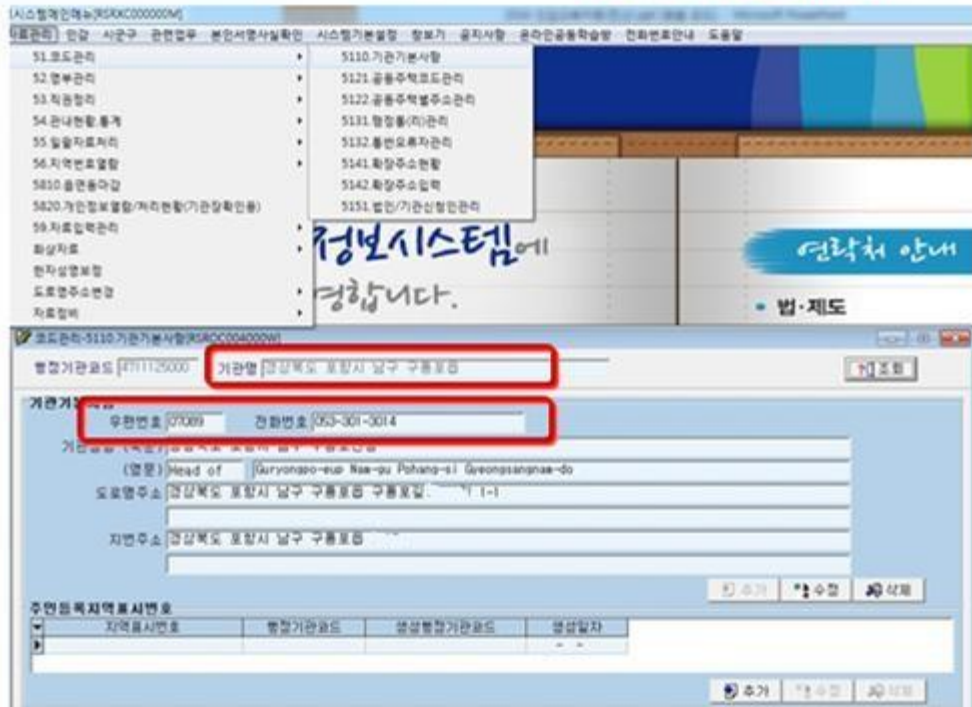 [시스템메인메뉴[RSRXC000000W]
자료관리 인감 시군구 관련업무 본인서명사실확인 시스템기본설정 창보기 공지사항 온라인공동학습방 전화번호안내 도움말
51.코드관리
52.명부관리
53.직권정리
54.관내현황,통계
55.일괄자료처리
56.지역번호열람
5810.읍면동마감
5820.개인정보열람/처리현황(기관장확인용)
59.자료입력관리
화상자료
한자성명보정
도로명주소변경
자료정비
5110.기관기본사항
5121.공동주택코드관리
5122.공동주택별주소관리
5131.행정통(리)관리
5132.통반오류자관리
5141.확장주소현황
5142.확장주소입력
5151.법인/기관신청인관리
정보시스템에
영합니다.
연락처 안내
• 법·제도
코드관리-5110.기관기본사항[RSROC004000W]
행정기관코드 4711125000 기관명 경상북도 포항시 남구 구룡포읍
조회
우편번호 07089 전화번호 053-301-3014
(영문) Head of Guryongpo-eup Nam-gu Pohang-si Gyeongsangnam-do
도로명주소 경상북도 포항시 남구 구룡포읍 구룡포길
지번주소 경상북도 포항시 남구 구룡포읍
추가 수정 삭제
주민등록지역표시번호
지역표시번호 행정기관코드 생성행정기관코드 생성일자
- -
추가 수정 삭제